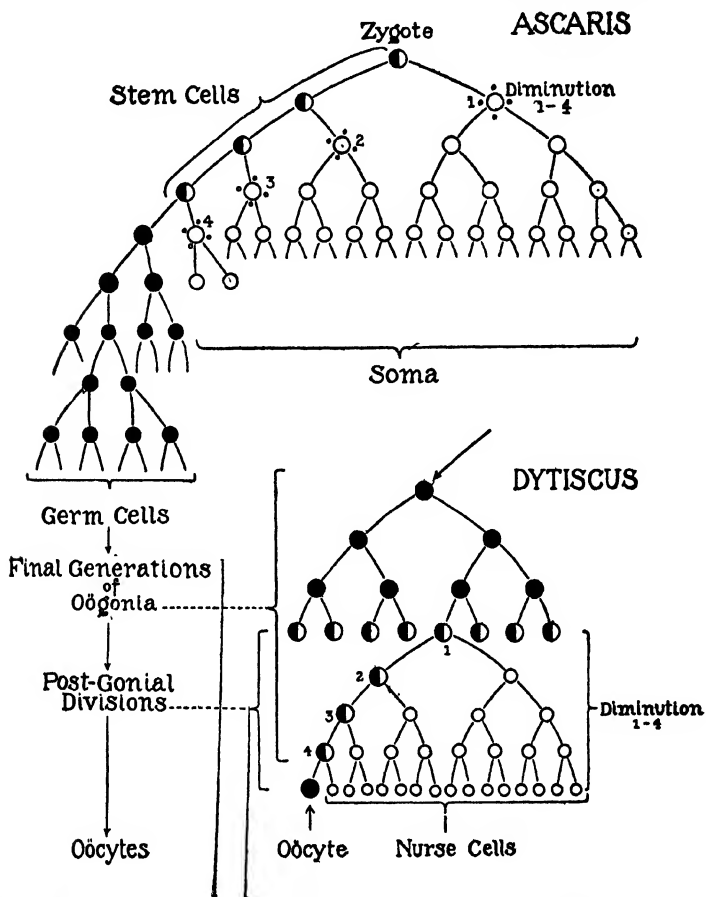 ASCARIS
Zygote
Stem Cells
1
Diminution
1-4
2
3
4
Soma
Germ Cells
Final Generations
of
Oögonia
Post-Gonial
Divisions
Oöcytes
DYTISCUS
1
2
3
4
Diminution
1-4
Oöcyte
Nurse Cells